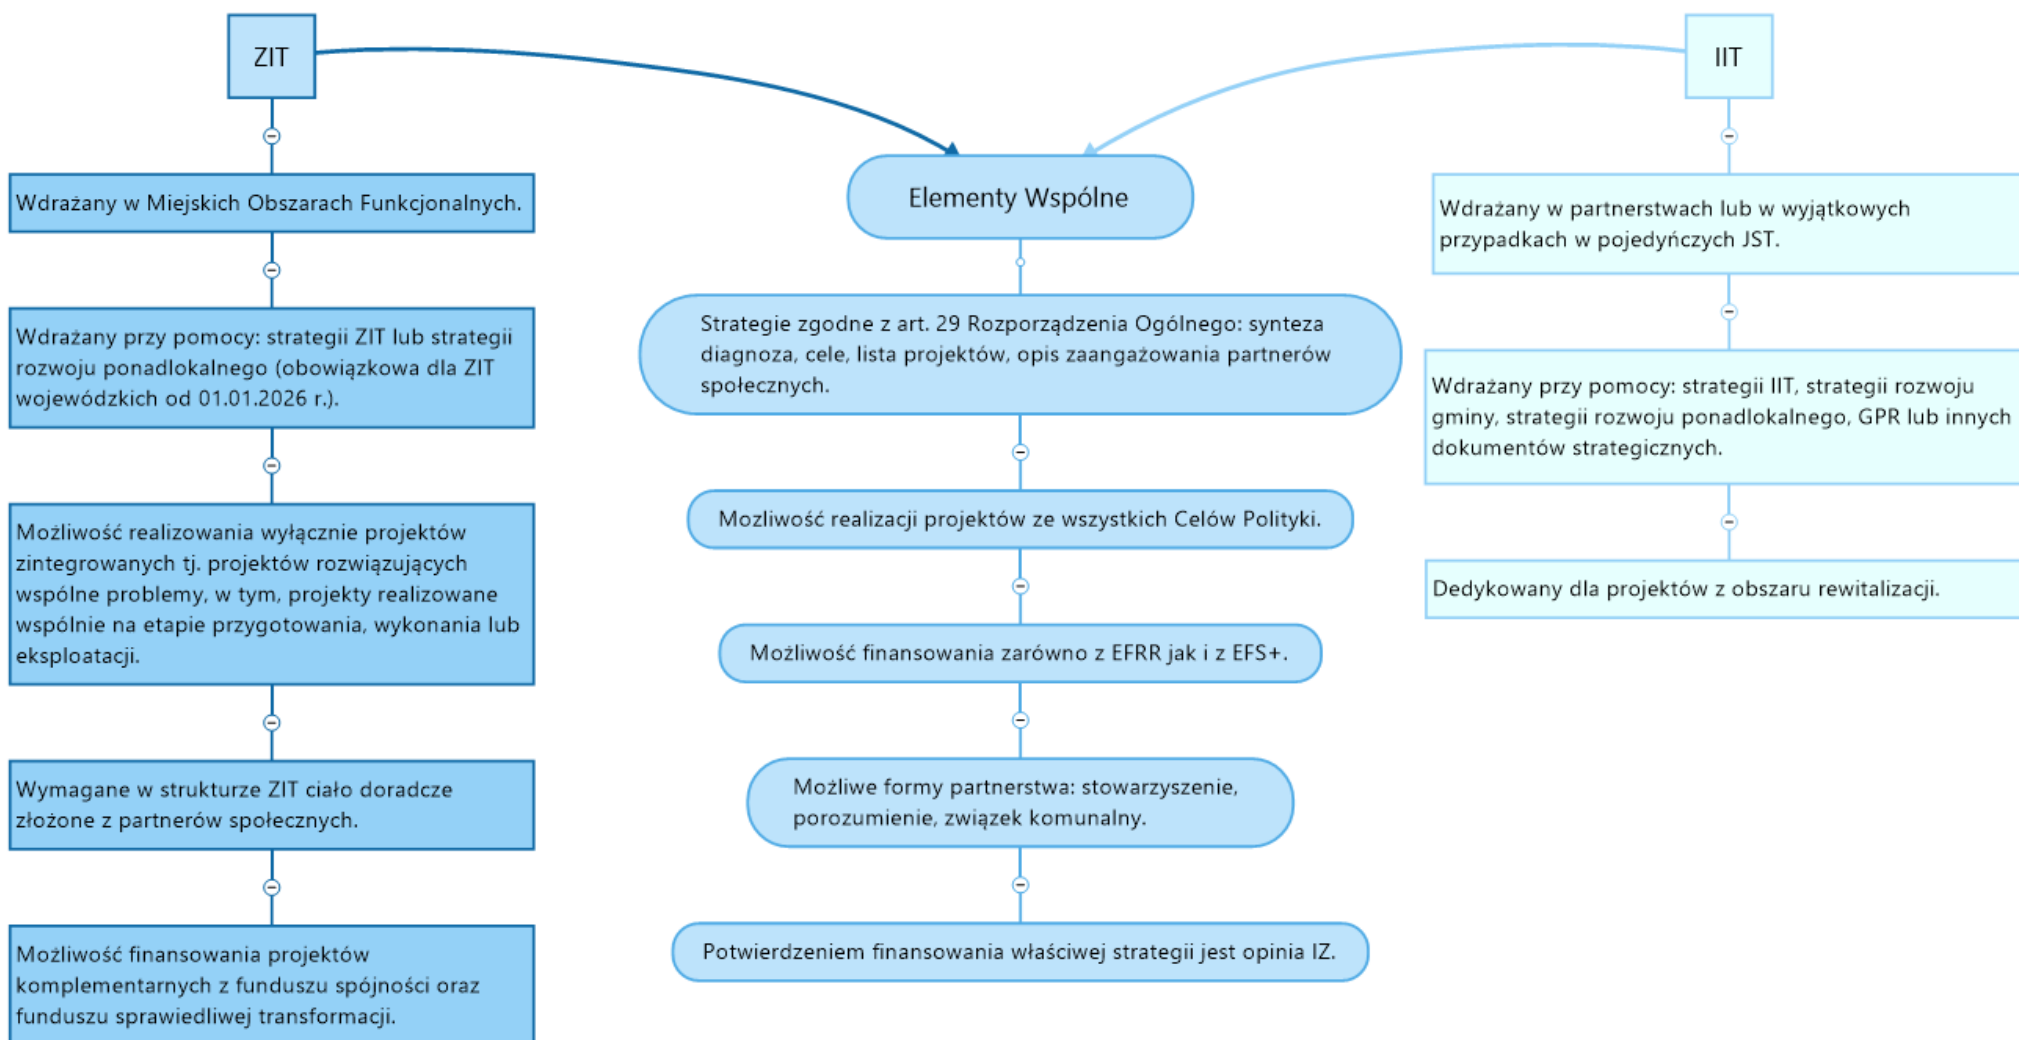 ZIT
Wdrażany w Miejskich Obszarach Funkcjonalnych.
Wdrażany przy pomocy: strategii ZIT lub strategii
rozwoju ponadlokalnego (obowiązkowa dla ZIT
wojewódzkich od 01.01.2026 r.).
Możliwość realizowania wyłącznie projektów
zintegrowanych tj. projektów rozwiązujących
wspólne problemy, w tym, projekty realizowane
wspólnie na etapie przygotowania, wykonania lub
eksploatacji.
Wymagane w strukturze ZIT ciało doradcze
złożone z partnerów społecznych.
Możliwość finansowania projektów
komplementarnych z funduszu spójności oraz
funduszu sprawiedliwej transformacji.
Elementy Wspólne
Strategie zgodne z art. 29 Rozporządzenia Ogólnego: synteza
diagnoza, cele, lista projektów, opis zaangażowania partnerów
społecznych.
Mozliwość realizacji projektów ze wszystkich Celów Polityki.
Możliwość finansowania zarówno z EFRR jak i z EFS+.
Możliwe formy partnerstwa: stowarzyszenie,
porozumienie, związek komunalny.
Potwierdzeniem finansowania właściwej strategii jest opinia IZ.
IIT
Wdrażany w partnerstwach lub w wyjątkowych
przypadkach w pojedyńczych JST.
Wdrażany przy pomocy: strategii IIT, strategii rozwoju
gminy, strategii rozwoju ponadlokalnego, GPR lub innych
dokumentów strategicznych.
Dedykowany dla projektów z obszaru rewitalizacji.